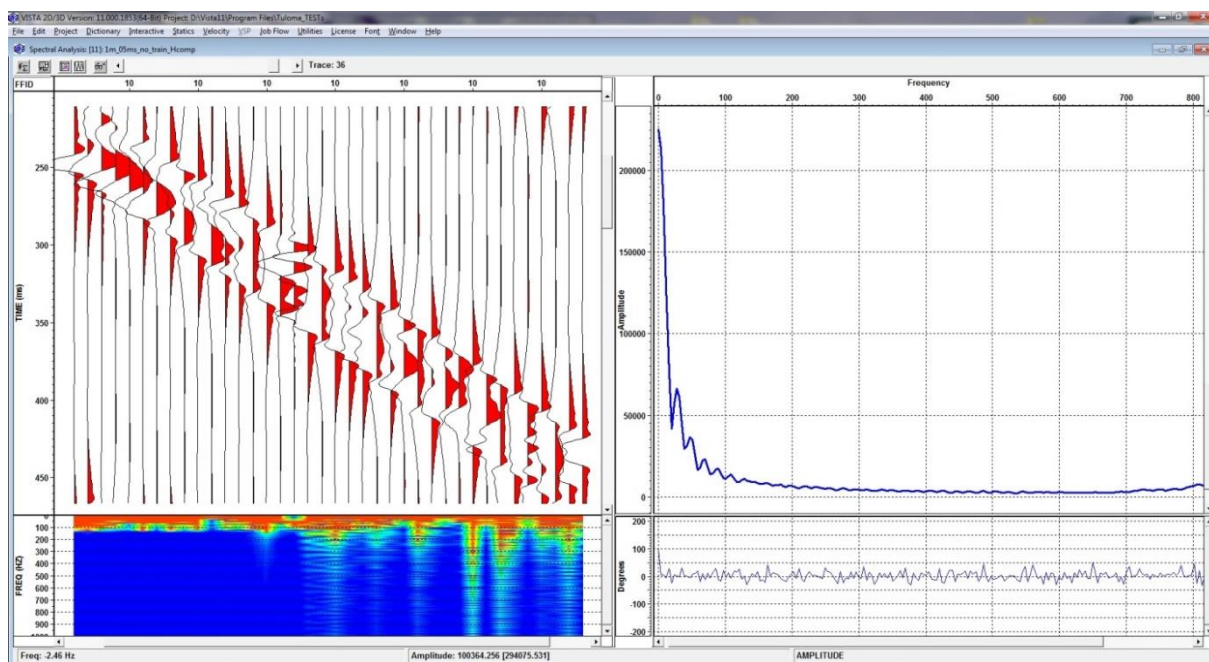 VISTA 2D/3D Version: 11.000.1853(64-Bit) Project: D:\Vista11\Program Files\Tuloma_TESTs
File Edit Project Dictionary Interactive Statics Velocity VSP Job Flow Utilities License Font Window Help
Spectral Analysis: [11]: 1m_05ms_no_train_Hcomp
Trace: 36
FFID 10 10 10 10 10 10 10
Frequency
0 100 200 300 400 500 600 700 800
TIME (ms)
250
300
350
400
450
Amplitude
200000
150000
100000
50000
0
FREQ (HZ)
0
100
200
300
400
500
600
700
800
900
1000
Degrees
200
100
0
-100
-200
Freq: -2.46 Hz Amplitude: 100364.256 [294075.531] AMPLITUDE